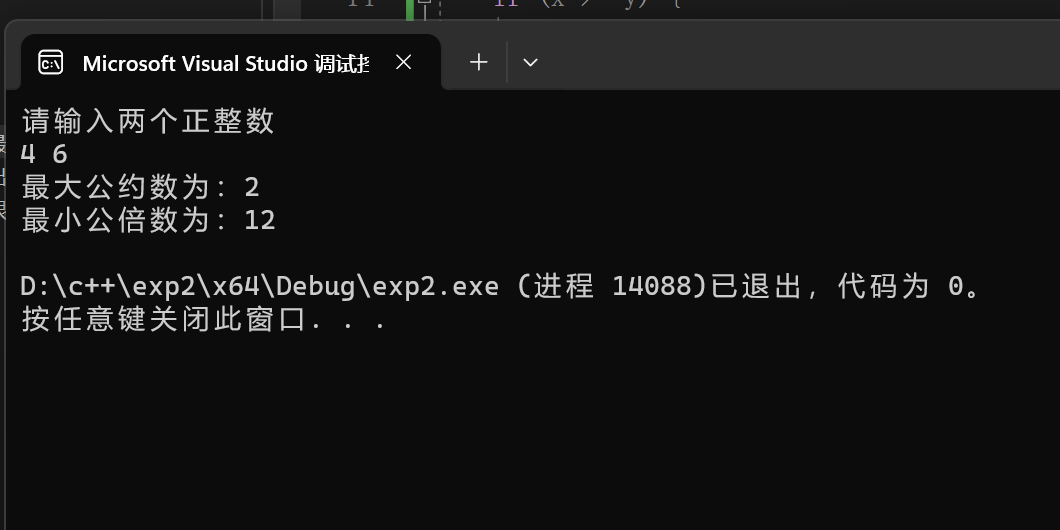 Microsoft Visual Studio 调试
请输入两个正整数
4 6
最大公约数为：2
最小公倍数为：12
D:\c++\exp2\x64\Debug\exp2.exe (进程 14088)已退出，代码为 0。
按任意键关闭此窗口. . .